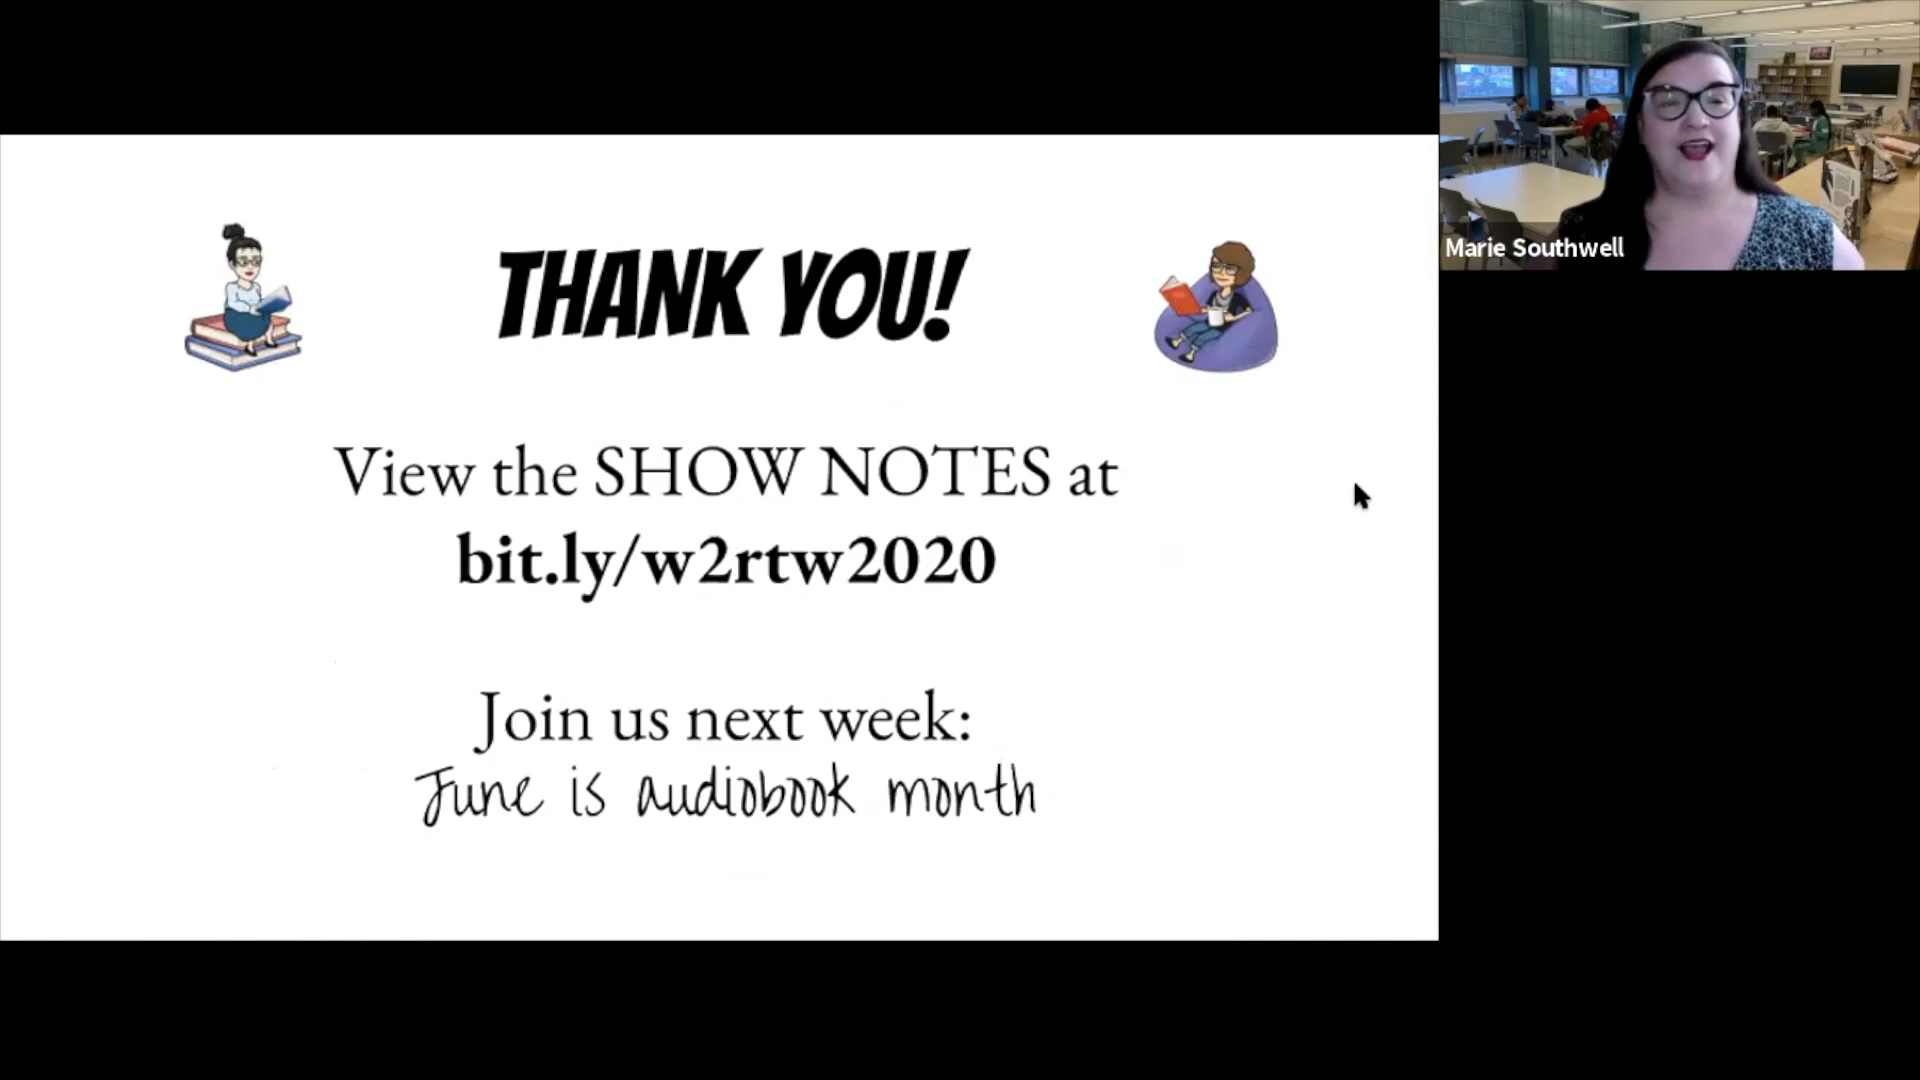 THANK YOU!
View the SHOW NOTES at
bit.ly/w2rtw2020
Join us next week:
June is audiobook month
Marie Southwell